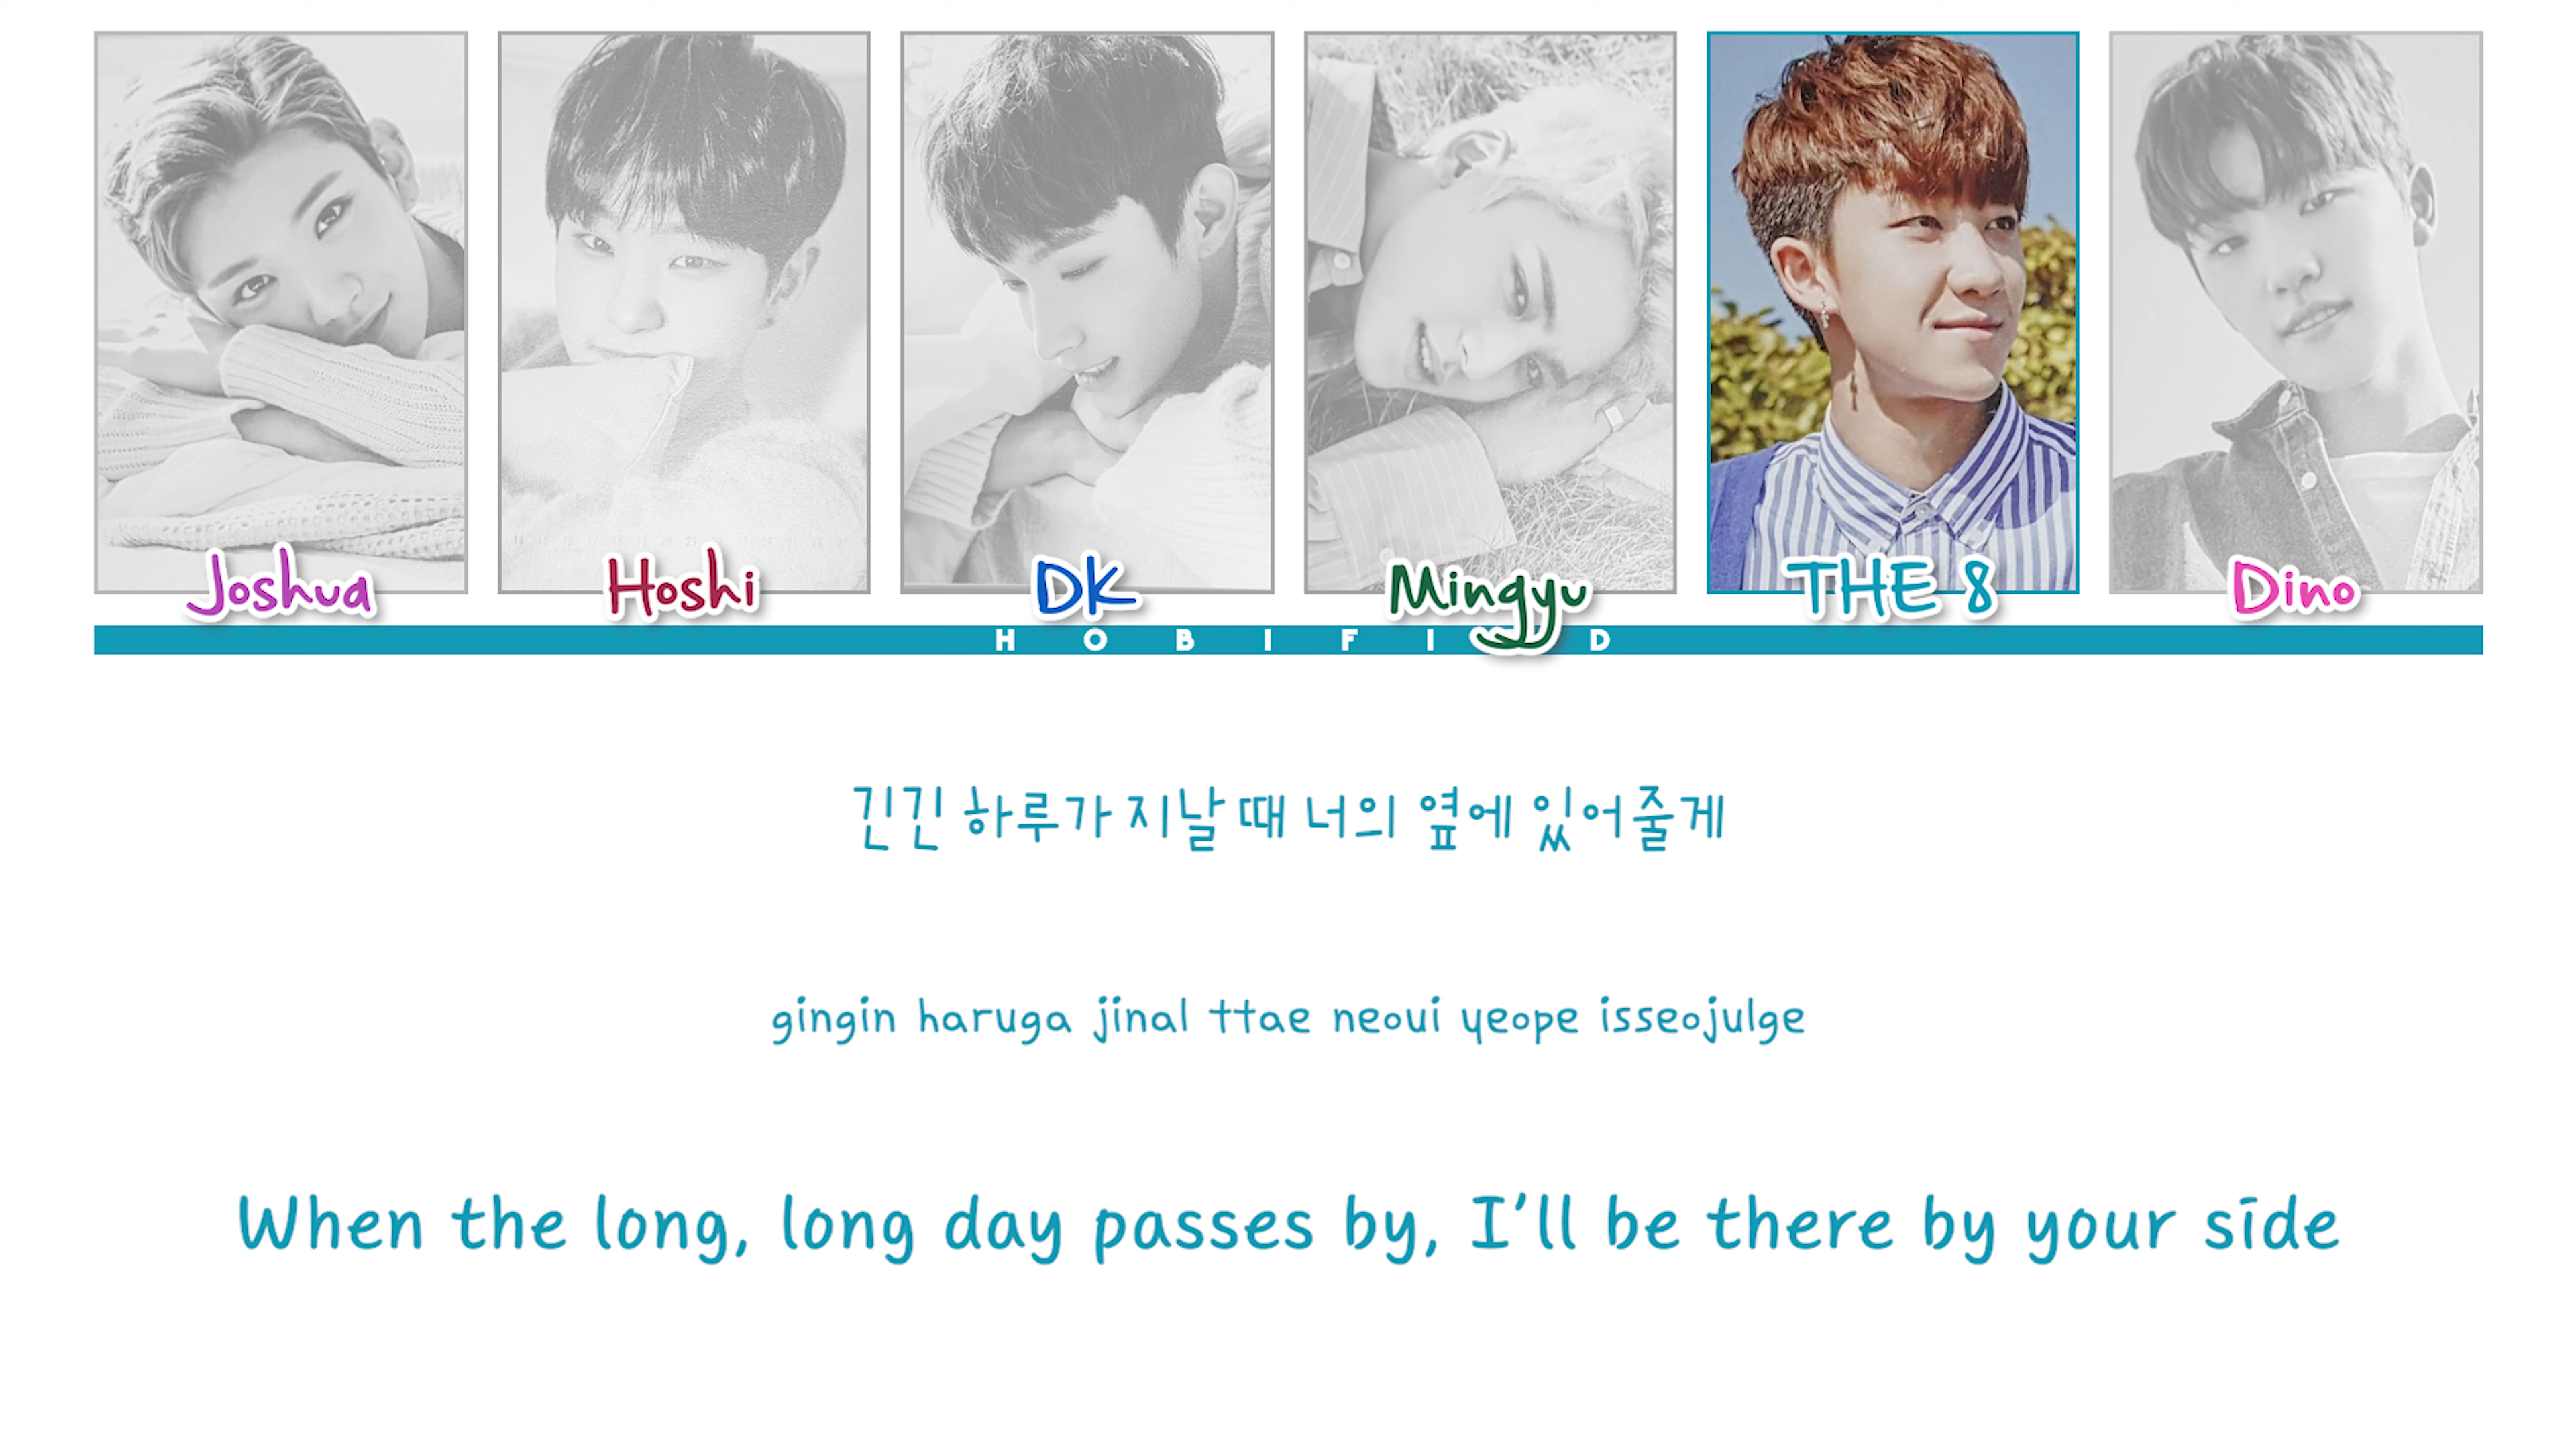 Joshua Hoshi DK Mingyu THE 8 Dino
긴긴 하루가 지날 때 너의 옆에 있어줄게
gingin haruga jinal ttae neoui yeope isseojulge
When the long, long day passes by, I'll be there by your side